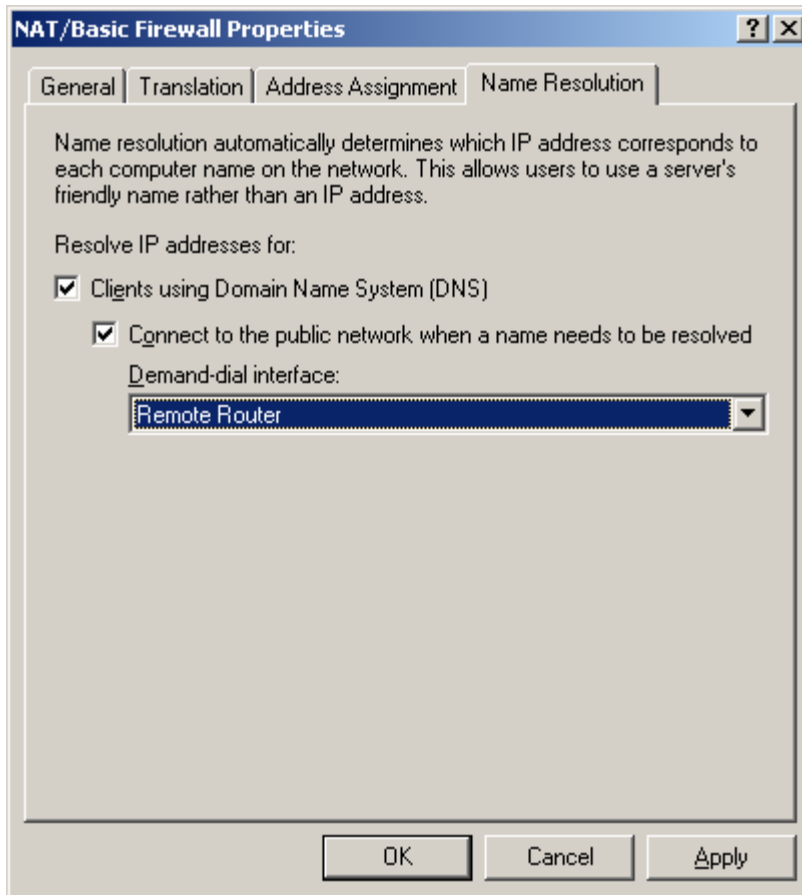 NAT/Basic Firewall Properties
General Translation Address Assignment Name Resolution
Name resolution automatically determines which IP address corresponds to
each computer name on the network. This allows users to use a server's
friendly name rather than an IP address.
Resolve IP addresses for:
Clients using Domain Name System (DNS)
Connect to the public network when a name needs to be resolved
Demand-dial interface:
Remote Router
OK Cancel Apply